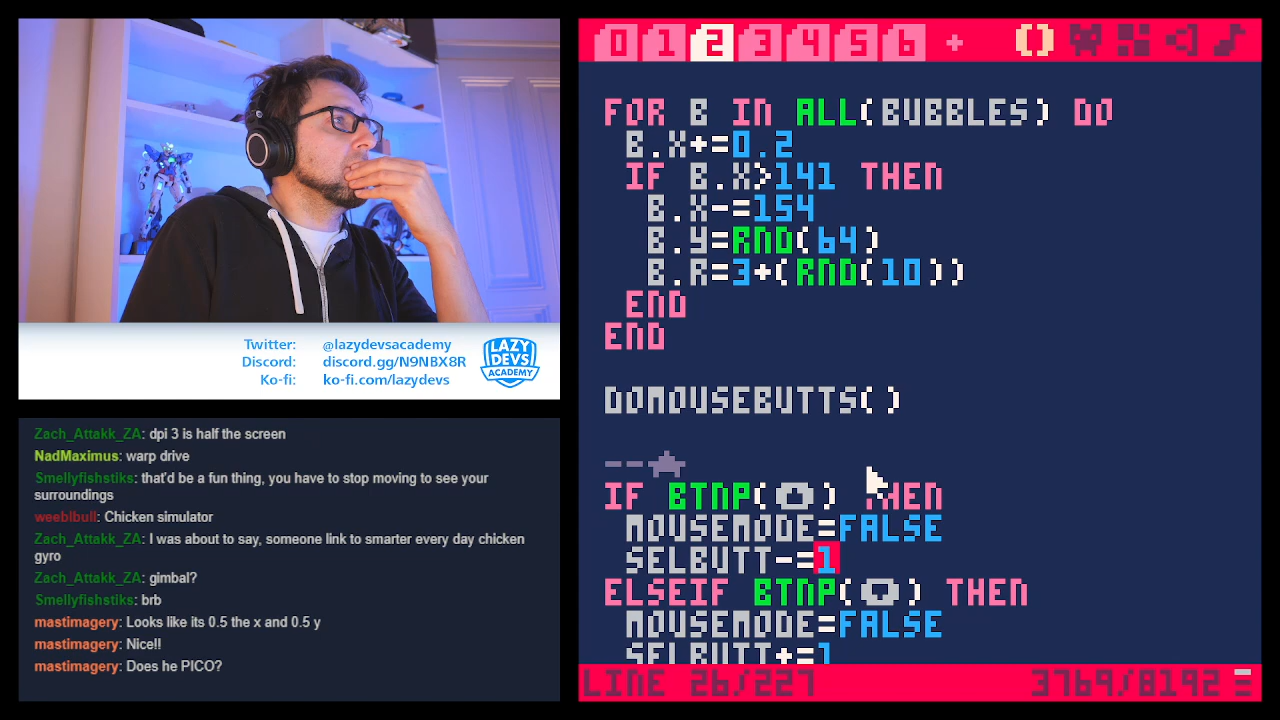 Twitter: @lazydevsacademy
Discord: discord.gg/N9NBX8R
Ko-fi: ko-fi.com/lazydevs
LAZY
DEVS
ACADEMY
Zach_Attakk_ZA: dpi 3 is half the screen
NadMaximus: warp drive
Smellyfishstiks: that'd be a fun thing, you have to stop moving to see your
surroundings
weeblbull: Chicken simulator
Zach_Attakk_ZA: I was about to say, someone link to smarter every day chicken
gyro
Zach_Attakk_ZA: gimbal?
Smellyfishstiks: brb
mastimagery: Looks like its 0.5 the x and 0.5 y
mastimagery: Nice!!
mastimagery: Does he PICO?
0 1 2 3 4 5 6 + ()
FOR B IN ALL(BUBBLES) DO
B.X+=0.2
IF B.X>141 THEN
B.X-=154
B.Y=RND(64)
B.R=3+(RND(10))
END
END
DOMOUSEBUTTS()
--
IF BTNP(⬆️) THEN
MOUSEMODE=FALSE
SELBUTT-=1
ELSEIF BTNP(⬇️) THEN
MOUSEMODE=FALSE
SELBUTT+=1
LINE 26/227 3769/8192